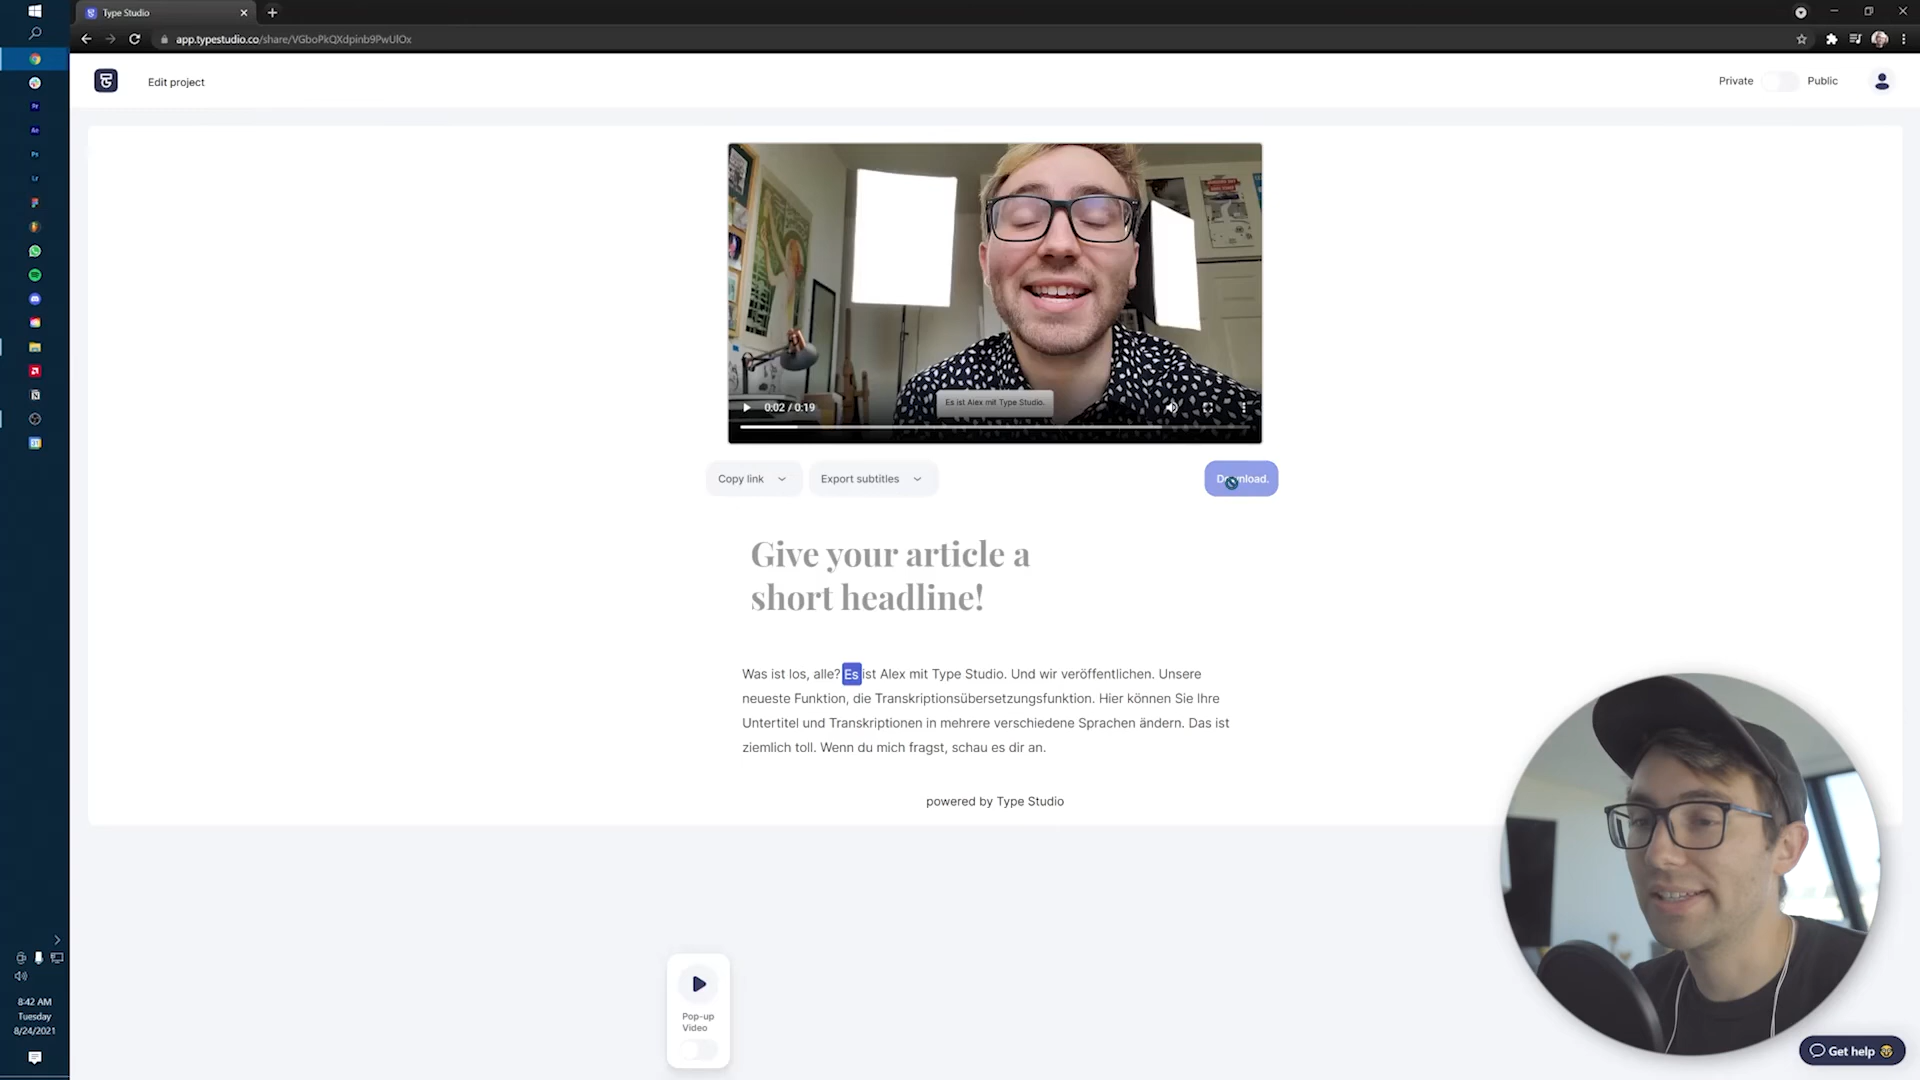 Type Studio
app.typestudio.co/share/VGboPkQXdpinb9PwUlOx
Edit project
Private
Public
Es ist Alex mit Type Studio.
0:02 / 0:19
Copy link
Export subtitles
Download.
Give your article a
short headline!
Was ist los, alle? Es ist Alex mit Type Studio. Und wir veröffentlichen. Unsere
neueste Funktion, die Transkriptionsübersetzungsfunktion. Hier können Sie Ihre
Untertitel und Transkriptionen in mehrere verschiedene Sprachen ändern. Das ist
ziemlich toll. Wenn du mich fragst, schau es dir an.
powered by Type Studio
Pop-up
Video
Get help
Pr
Ae
Ps
Lr
8:42 AM
Tuesday
8/24/2021